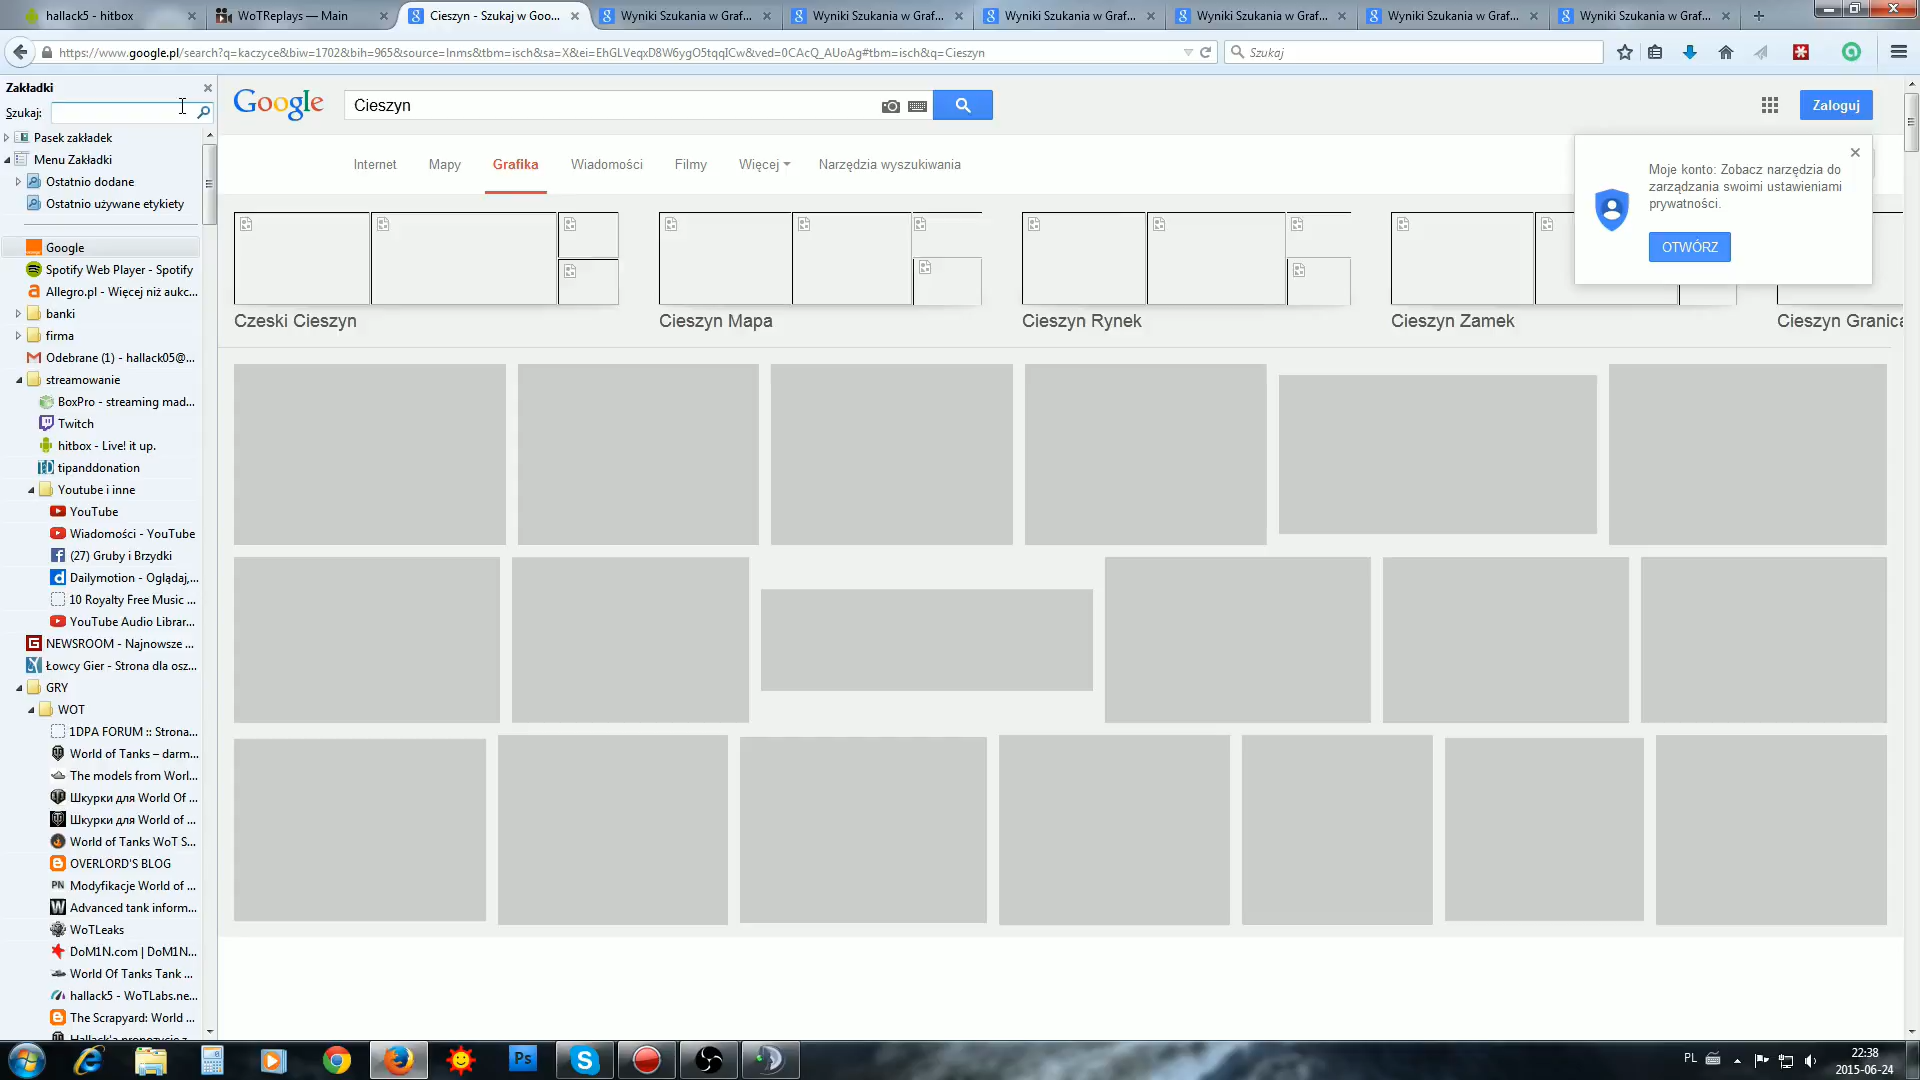 hallack5 - hitbox
WoTReplays — Main
Cieszyn - Szukaj w Goo...
Wyniki Szukania w Graf...
Wyniki Szukania w Graf...
Wyniki Szukania w Graf...
Wyniki Szukania w Graf...
Wyniki Szukania w Graf...
Wyniki Szukania w Graf...
https://www.google.pl/search?q=kaczyce&biw=1702&bih=965&source=lnms&tbm=isch&sa=X&ei=EhGLVeqxD8W6ygO5tqqICw&ved=0CAcQ_AUoAg#tbm=isch&q=Cieszyn
Szukaj
Zakładki
Szukaj:
Pasek zakładek
Menu Zakładki
Ostatnio dodane
Ostatnio używane etykiety
Google
Spotify Web Player - Spotify
Allegro.pl - Więcej niż aukc...
banki
firma
Odebrane (1) - hallack05@...
streamowanie
BoxPro - streaming mad...
Twitch
hitbox - Live! it up.
tipanddonation
Youtube i inne
YouTube
Wiadomości - YouTube
(27) Gruby i Brzydki
Dailymotion - Oglądaj,...
10 Royalty Free Music ...
YouTube Audio Librar...
NEWSROOM - Najnowsze ...
Łowcy Gier - Strona dla osz...
GRY
WOT
1DPA FORUM :: Strona...
World of Tanks – darm...
The models from Worl...
Шкурки для World Of ...
Шкурки для World of ...
World of Tanks WoT S...
OVERLORD'S BLOG
Modyfikacje World of ...
Advanced tank inform...
WoTLeaks
DoM1N.com | DoM1N...
World Of Tanks Tank ...
hallack5 - WoTLabs.ne...
The Scrapyard: World ...
Google
Cieszyn
Zaloguj
Internet
Mapy
Grafika
Wiadomości
Filmy
Więcej
Narzędzia wyszukiwania
Moje konto: Zobacz narzędzia do
zarządzania swoimi ustawieniami
prywatności.
OTWÓRZ
Czeski Cieszyn
Cieszyn Mapa
Cieszyn Rynek
Cieszyn Zamek
Cieszyn Granica
Ps
PL
22:38
2015-06-24